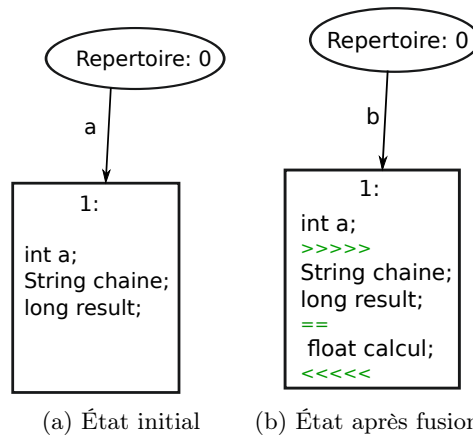 Repertoire: 0
a
1:
int a;
String chaine;
long result;
(a) État initial
Repertoire: 0
b
1:
int a;
>>>>>
String chaine;
long result;
==
float calcul;
<<<<<
(b) État après fusion